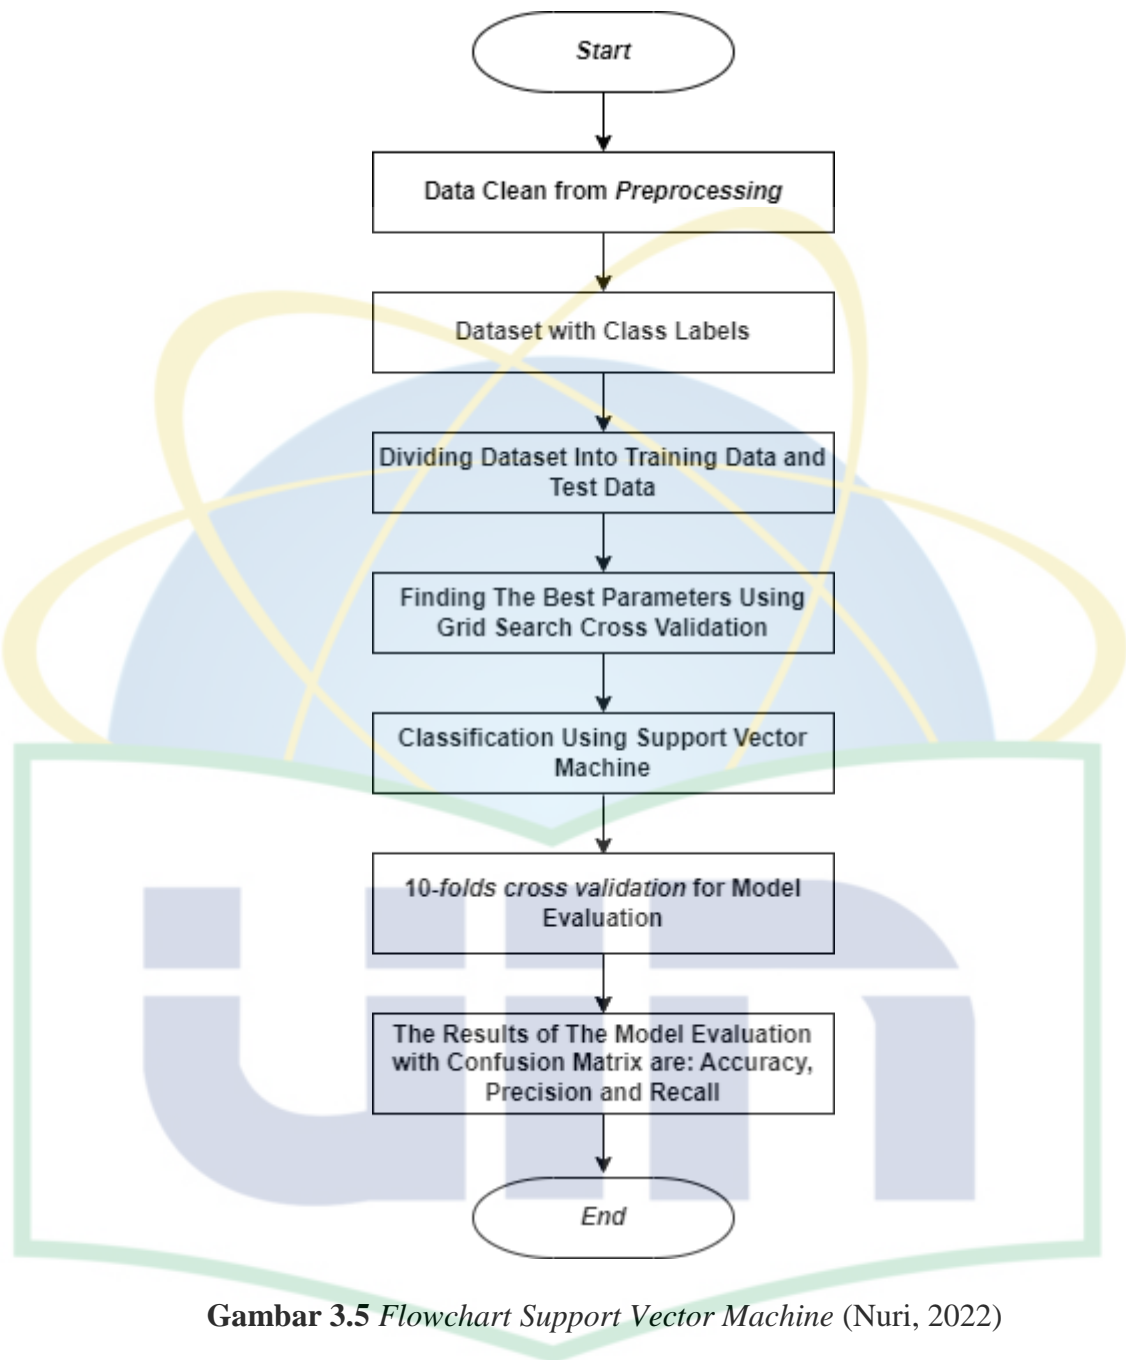 Start
Data Clean from Preprocessing
Dataset with Class Labels
Dividing Dataset Into Training Data and
Test Data
Finding The Best Parameters Using
Grid Search Cross Validation
Classification Using Support Vector
Machine
10-folds cross validation for Model
Evaluation
The Results of The Model Evaluation
with Confusion Matrix are: Accuracy,
Precision and Recall
End
uin
Gambar 3.5 Flowchart Support Vector Machine (Nuri, 2022)